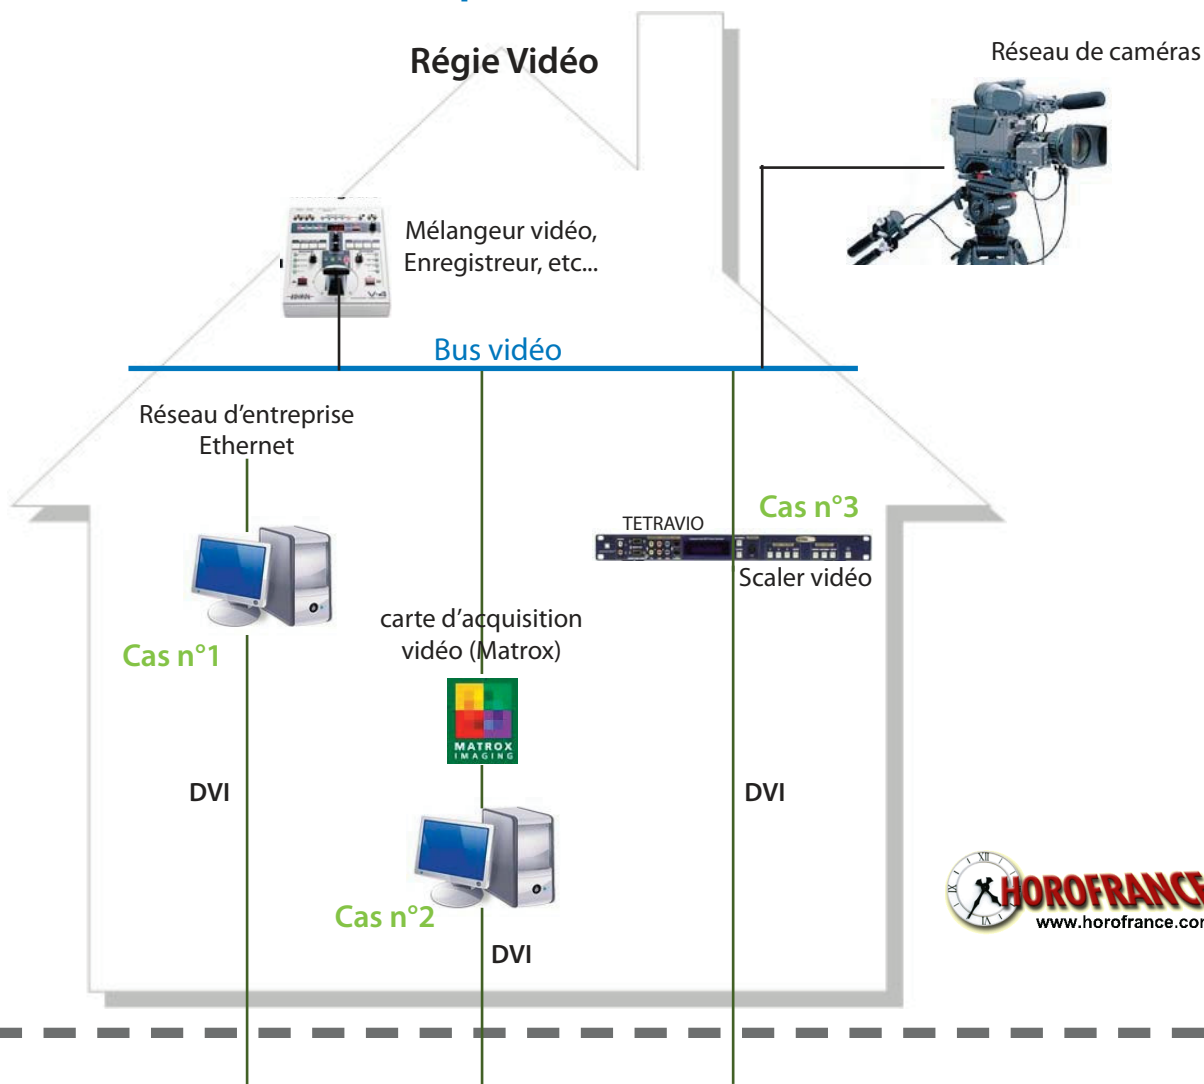 Régie Vidéo
Réseau de caméras
Mélangeur vidéo,
Enregistreur, etc...
V-4
Bus vidéo
Réseau d’entreprise
Ethernet
Cas n°3
TETRAVIO
Scaler vidéo
carte d’acquisition
vidéo (Matrox)
Cas n°1
MATROX
IMAGING
DVI
DVI
Cas n°2
DVI
HOROFRANCE
www.horofrance.com